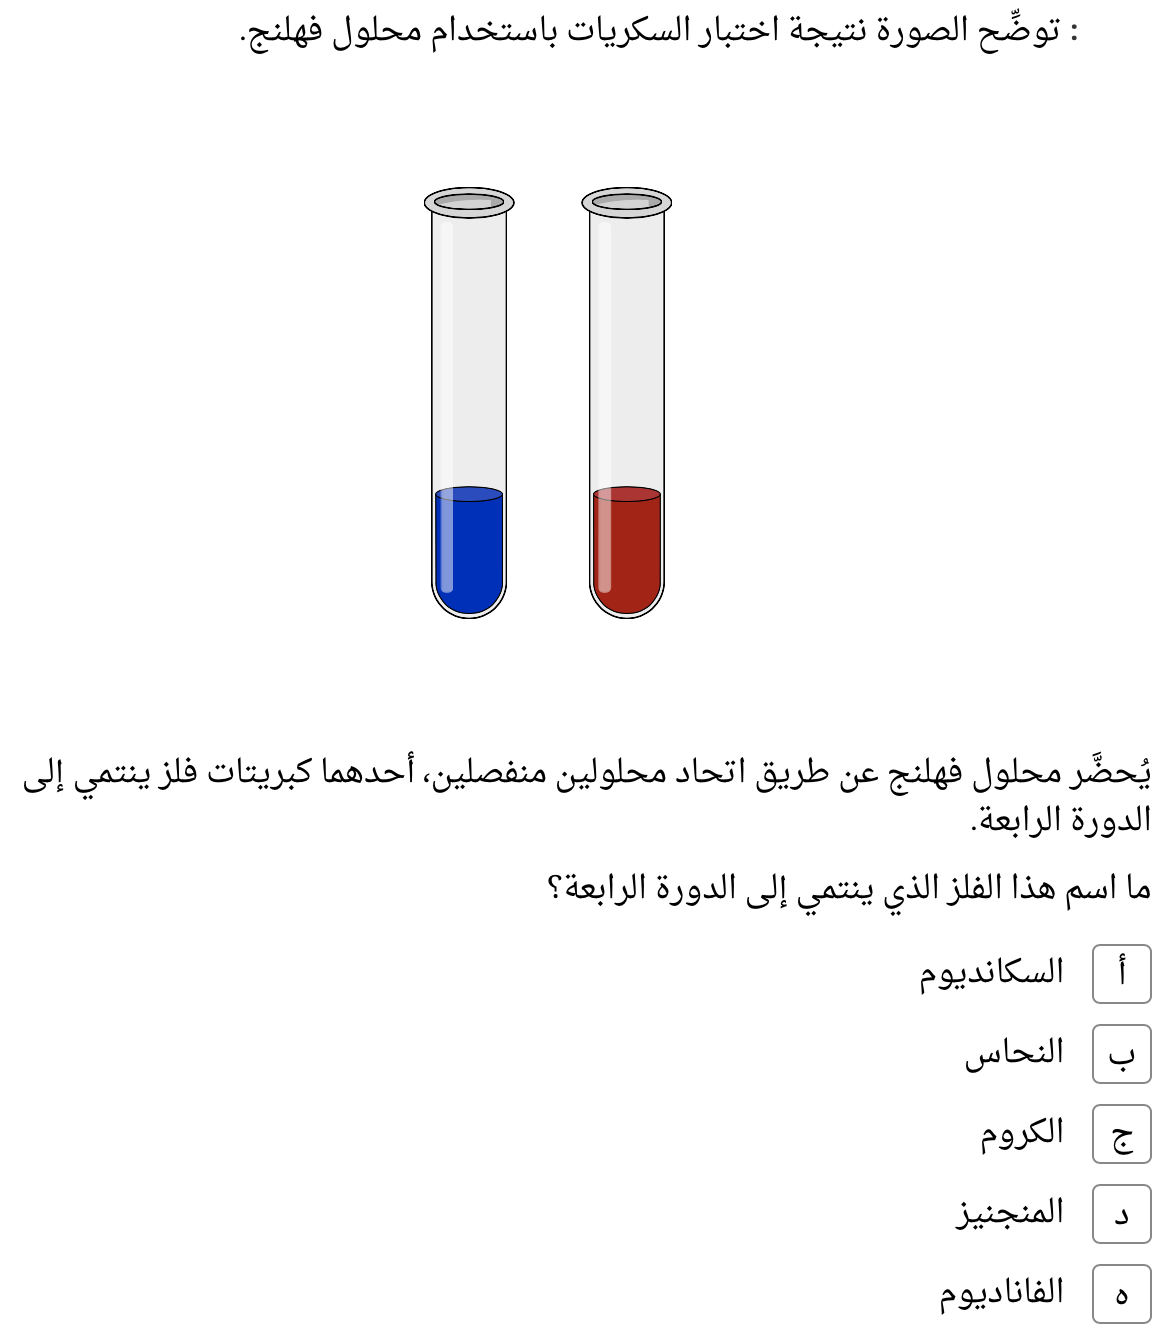 : توضِّح الصورة نتيجة اختبار السكريات باستخدام محلول فهلنج.
يُحضَّر محلول فهلنج عن طريق اتحاد محلولين منفصلين، أحدهما كبريتات فلز ينتمي إلى
الدورة الرابعة.
ما اسم هذا الفلز الذي ينتمي إلى الدورة الرابعة؟
أ السكانديوم
ب النحاس
ج الكروم
د المنجنيز
ه الفاناديوم